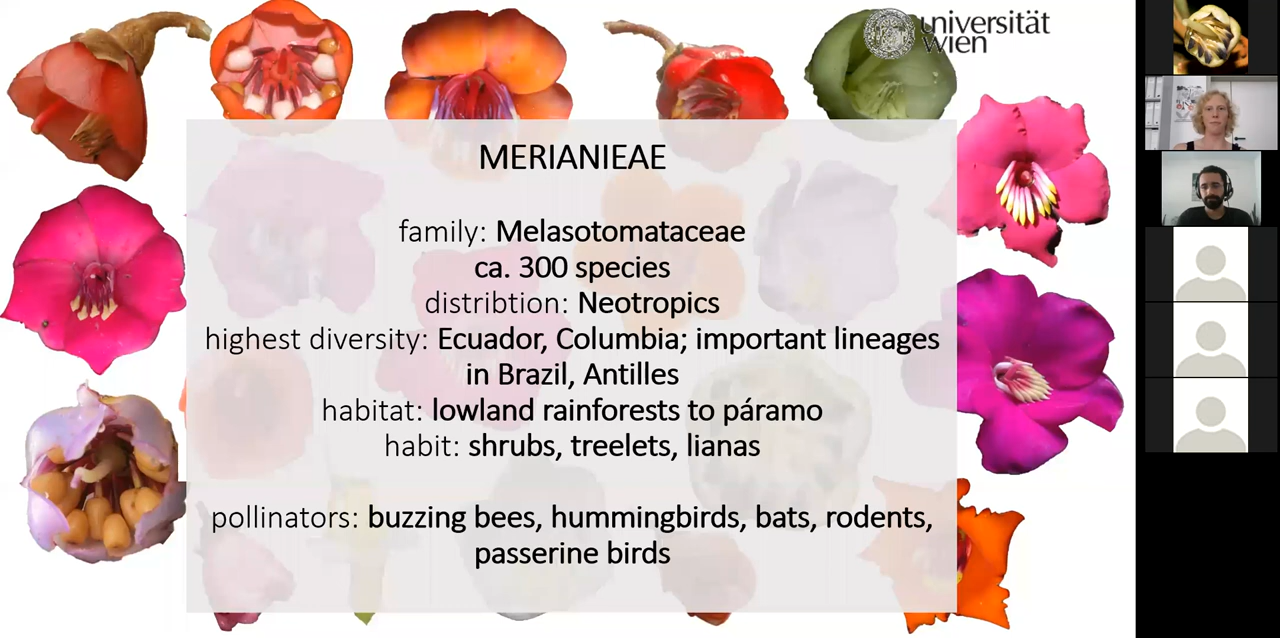 universität
wien
MERIANIEAE
family: Melasotomataceae
ca. 300 species
distribtion: Neotropics
highest diversity: Ecuador, Columbia; important lineages
in Brazil, Antilles
habitat: lowland rainforests to páramo
habit: shrubs, treelets, lianas
pollinators: buzzing bees, hummingbirds, bats, rodents,
passerine birds